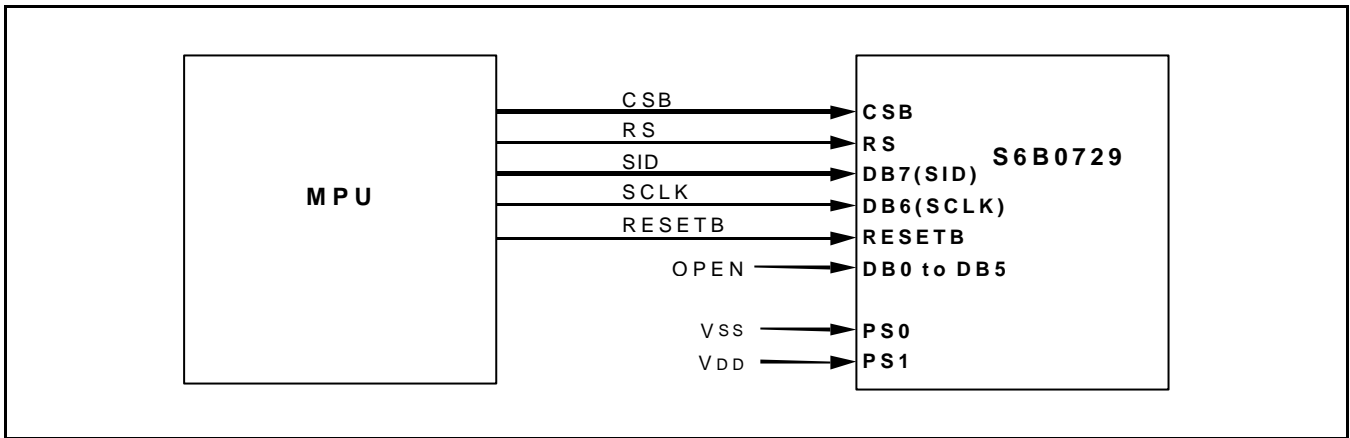 MPU
CSB
RS
SID
SCLK
RESETB
OPEN
VSS
VDD
CSB
RS
DB7(SID)
DB6(SCLK)
RESETB
DB0 to DB5
PS0
PS1
S6B0729